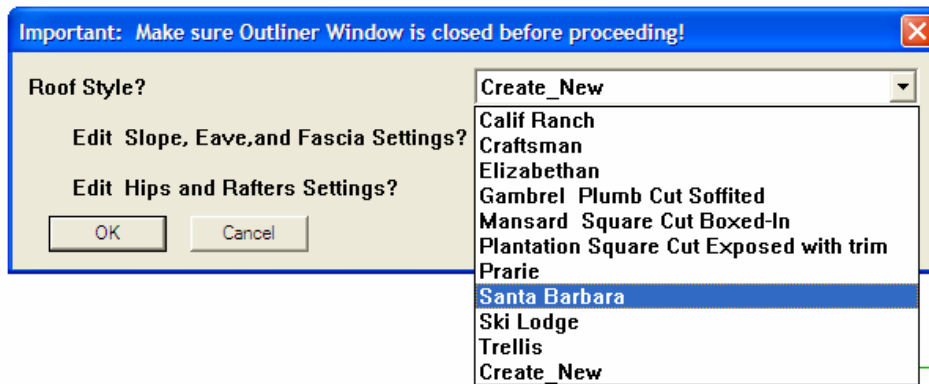 Important: Make sure Outliner Window is closed before proceeding!
Roof Style?
Create_New
Edit Slope, Eave,and Fascia Settings?
Edit Hips and Rafters Settings?
OK
Cancel
Calif Ranch
Craftsman
Elizabethan
Gambrel Plumb Cut Soffited
Mansard Square Cut Boxed-In
Plantation Square Cut Exposed with trim
Prarie
Santa Barbara
Ski Lodge
Trellis
Create_New